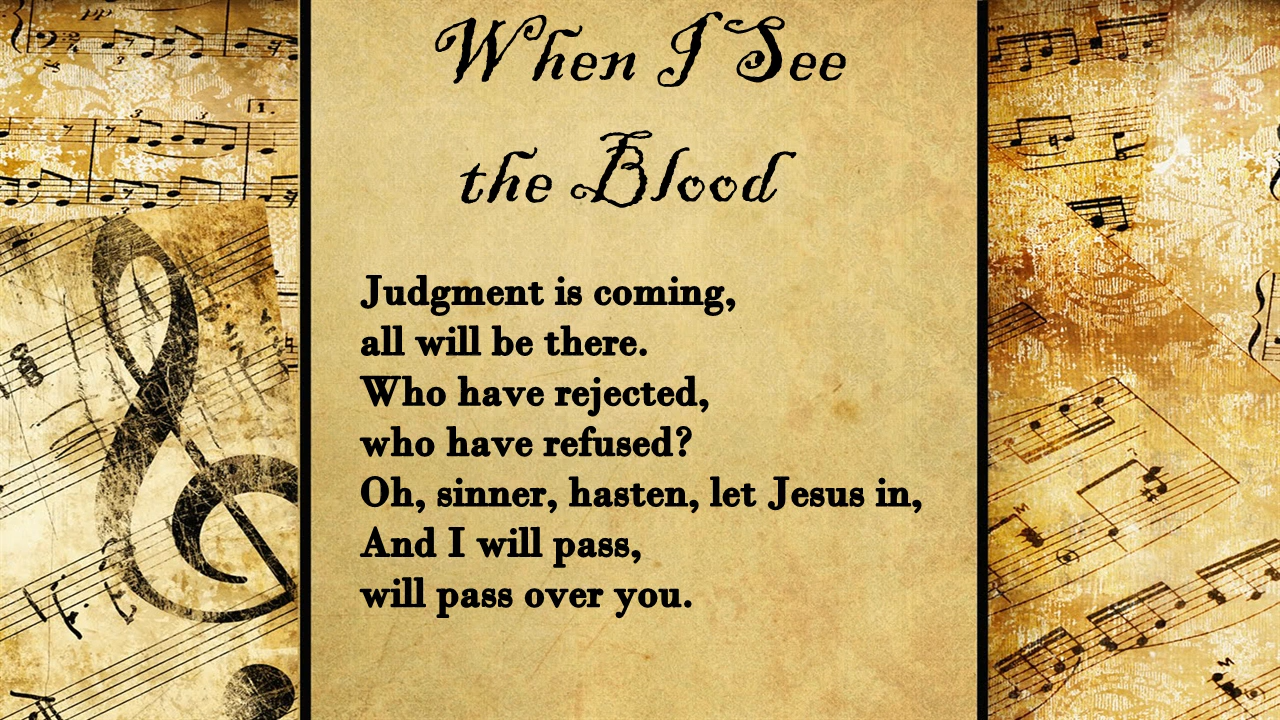 When I See
the Blood
Judgment is coming,
all will be there.
Who have rejected,
who have refused?
Oh, sinner, hasten, let Jesus in,
And I will pass,
will pass over you.